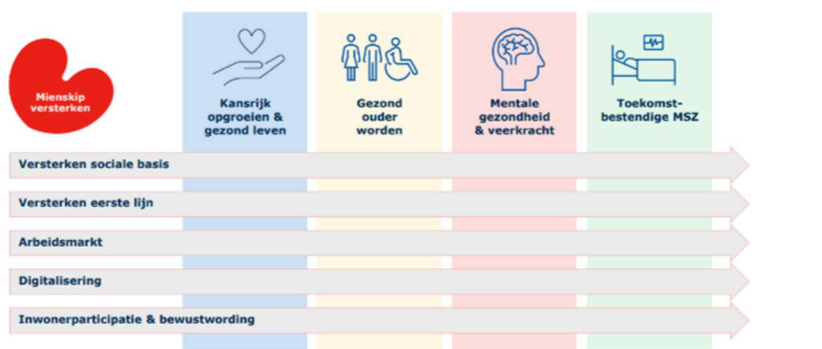 Mienskip
versterken
Kansrijk
opgroeien &
gezond leven
Gezond
ouder
worden
Mentale
gezondheid
& veerkracht
Toekomst-
bestendige MSZ
Versterken sociale basis
Versterken eerste lijn
Arbeidsmarkt
Digitalisering
Inwonerparticipatie & bewustwording